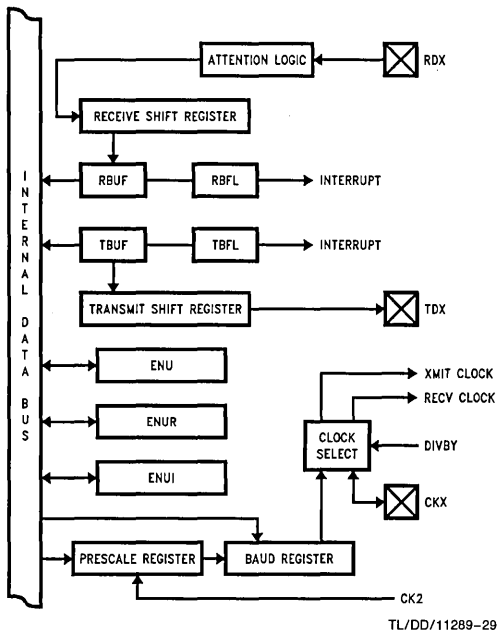 ATTENTION LOGIC
RDX
RECEIVE SHIFT REGISTER
INTERNAL DATA BUS
RBUF
RBFL
INTERRUPT
TBUF
TBFL
INTERRUPT
TRANSMIT SHIFT REGISTER
TDX
ENU
XMIT CLOCK
RECV CLOCK
ENUR
CLOCK
SELECT
DIVBY
ENUI
CKX
PRESCALE REGISTER
BAUD REGISTER
CK2
TL/DD/11289-29